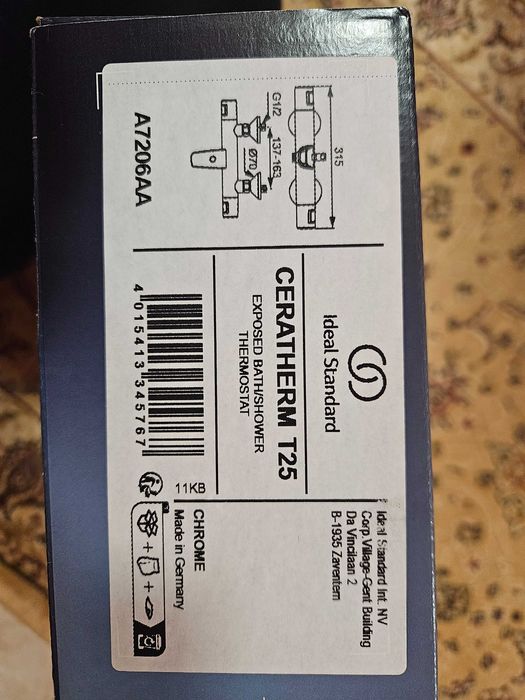 315
G1/2
137-163
Ø70
A7206AA
Ideal Standard
CERATHERM T25
EXPOSED BATH/SHOWER
THERMOSTAT
4 015413 345767
Ideal Standard Int. NV
Corp.Village-Gent Building
Da Vincilaan 2
B-1935 Zaventem
CHROME
Made in Germany
11KB